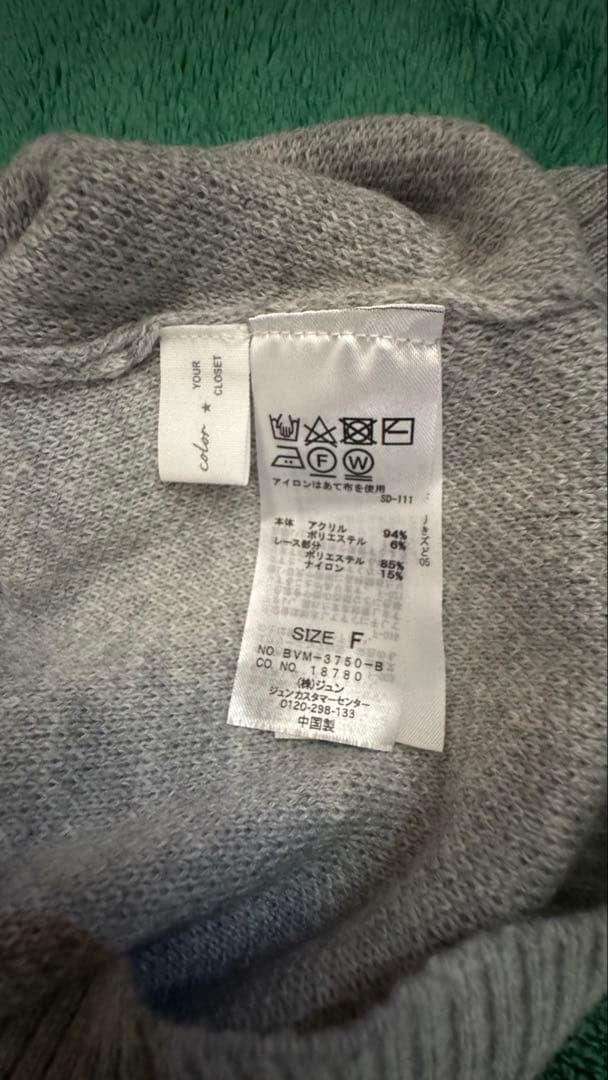 YOUR
CLOSET
color ★
F
W
アイロンはあて布を使用
SD-111
本体 アクリル 94%
ポリエステル 6%
レース部分
ポリエステル 85%
ナイロン 15%
SIZE F
NO. BVM-3750-B
CO. NO. 18780
(株)ジュン
ジュンカスタマーセンター
0120-298-133
中国製